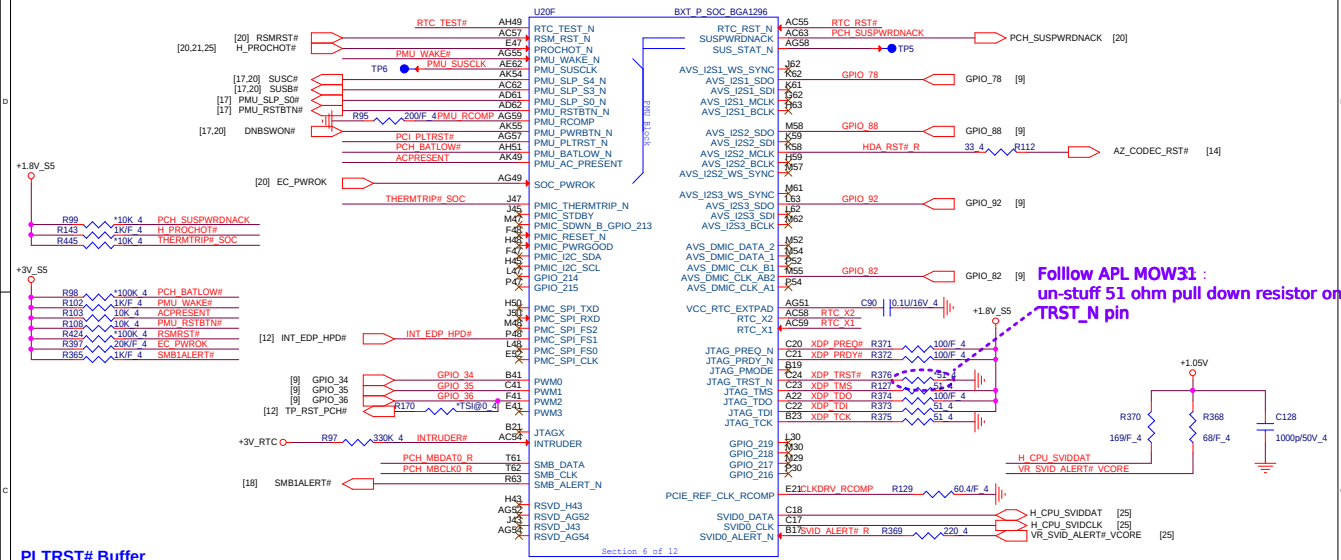 U20F
BXT_P_SOC_BGA1296
RTC_TEST# AH49 RTC_TEST_N
[20] RSMRST# AC57 RSM_RST_N
[20,21,25] H_PROCHOT# E47 PROCHOT_N
PMU_WAKE# AG55 PMU_WAKE_N
TP6 PMU_SUSCLK AE62 PMU_SUSCLK
[17,20] SUSC# AK54 PMU_SLP_S4_N
[17,20] SUSB# AC62 PMU_SLP_S3_N
[17] PMU_SLP_S0# AD61 PMU_SLP_S0_N
[17] PMU_RSTBTN# AD62 PMU_RSTBTN_N
R95 200/F_4 PMU_RCOMP AG59 PMU_RCOMP
[17,20] DNBSWON# AK55 PMU_PWRBTN_N
PCI_PLTRST# AG57 PMU_PLTRST_N
PCH_BATLOW# AH51 PMU_BATLOW_N
ACPRESENT AK49 PMU_AC_PRESENT
[20] EC_PWROK AG49 SOC_PWROK
THERMTRIP#_SOC J47 PMIC_THERMTRIP_N
J45 PMIC_STDBY
M47 PMIC_SDWN_B_GPIO_213
F48 PMIC_RESET_N
H48 PMIC_PWRGOOD
F47 PMIC_I2C_SDA
H45 PMIC_I2C_SCL
L47 GPIO_214
P47 GPIO_215
H50 PMC_SPI_TXD
J50 PMC_SPI_RXD
M48 PMC_SPI_FS2
[12] INT_EDP_HPD# P48 PMC_SPI_FS1
L48 PMC_SPI_FS0
E52 PMC_SPI_CLK
[9] GPIO_34 GPIO_34 B41 PWM0
[9] GPIO_35 GPIO_35 C41 PWM1
[9] GPIO_36 GPIO_36 F41 PWM2
[12] TP_RST_PCH# R170 *TSI@0_4 E41 PWM3
B21 JTAGX
+3V_RTC R97 330K_4 INTRUDER# AC54 INTRUDER
PCH_MBDAT0_R T61 SMB_DATA
PCH_MBCLK0_R T62 SMB_CLK
[18] SMB1ALERT# R63 SMB_ALERT_N
H43 RSVD_H43
AG52 RSVD_AG52
J43 RSVD_J43
AG54 RSVD_AG54
PMU Block
Section 6 of 12
+1.8V_S5
R99 *10K_4 PCH_SUSPWRDNACK
R143 1K/F_4 H_PROCHOT#
R445 *10K_4 THERMTRIP#_SOC
+3V_S5
R98 *100K_4 PCH_BATLOW#
R102 1K/F_4 PMU_WAKE#
R103 10K_4 ACPRESENT
R108 10K_4 PMU_RSTBTN#
R424 *100K_4 RSMRST#
R397 20K/F_4 EC_PWROK
R365 1K/F_4 SMB1ALERT#
RTC_RST_N AC55 RTC_RST#
SUSPWRDNACK AC63 PCH_SUSPWRDNACK PCH_SUSPWRDNACK [20]
SUS_STAT_N AG58 TP5
AVS_I2S1_WS_SYNC J62
AVS_I2S1_SDO K62 GPIO_78 GPIO_78 [9]
AVS_I2S1_SDI K61
AVS_I2S1_MCLK G62
AVS_I2S1_BCLK H63
AVS_I2S2_SDO M58 GPIO_88 GPIO_88 [9]
AVS_I2S2_SDI K59
AVS_I2S2_MCLK K58 HDA_RST#_R 33_4 R112 AZ_CODEC_RST# [14]
AVS_I2S2_BCLK H59
AVS_I2S2_WS_SYNC M57
AVS_I2S3_WS_SYNC M61
AVS_I2S3_SDO L63 GPIO_92 GPIO_92 [9]
AVS_I2S3_SDI L62
AVS_I2S3_BCLK M62
AVS_DMIC_DATA_2 M52
AVS_DMIC_DATA_1 M54
AVS_DMIC_CLK_B1 P52
AVS_DMIC_CLK_AB2 M55 GPIO_82 GPIO_82 [9]
AVS_DMIC_CLK_A1 P54
VCC_RTC_EXTPAD AG51 C90 0.1U/16V_4
RTC_X2 AC58 RTC_X2
RTC_X1 AC59 RTC_X1
+1.8V_S5
JTAG_PREQ_N C20 XDP_PREQ# R371 100/F_4
JTAG_PRDY_N C21 XDP_PRDY# R372 100/F_4
JTAG_PMODE B19
JTAG_TRST_N C24 XDP_TRST# R376 *51_4
JTAG_TMS C23 XDP_TMS R127 51_4
JTAG_TDO A22 XDP_TDO R374 100/F_4
JTAG_TDI C22 XDP_TDI R373 51_4
JTAG_TCK B23 XDP_TCK R375 51_4
GPIO_219 L30
GPIO_218 M30
GPIO_217 M29
GPIO_216 P30
PCIE_REF_CLK_RCOMP E21 CLKDRV_RCOMP R129 60.4/F_4
SVID0_DATA C18 H_CPU_SVIDDAT [25]
SVID0_CLK C17 H_CPU_SVIDCLK [25]
SVID0_ALERT_N B17 SVID_ALERT#_R R369 220_4 VR_SVID_ALERT#_VCORE [25]
Folllow APL MOW31 :
un-stuff 51 ohm pull down resistor on
TRST_N pin
+1.05V
R370 169/F_4
R368 68/F_4
C128 1000p/50V_4
H_CPU_SVIDDAT
VR_SVID_ALERT#_VCORE
D
C
PLTRST# Buffer